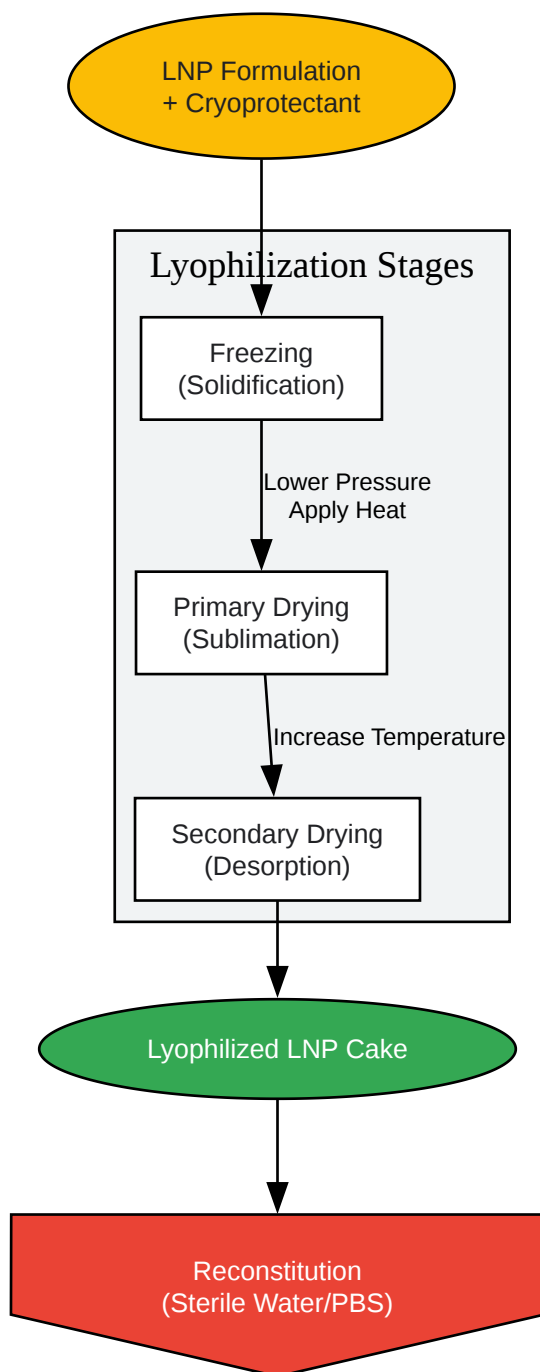 LNP Formulation
+ Cryoprotectant
Lyophilization Stages
Freezing
(Solidification)
Lower Pressure
Apply Heat
Primary Drying
(Sublimation)
Increase Temperature
Secondary Drying
(Desorption)
Lyophilized LNP Cake
Reconstitution
(Sterile Water/PBS)